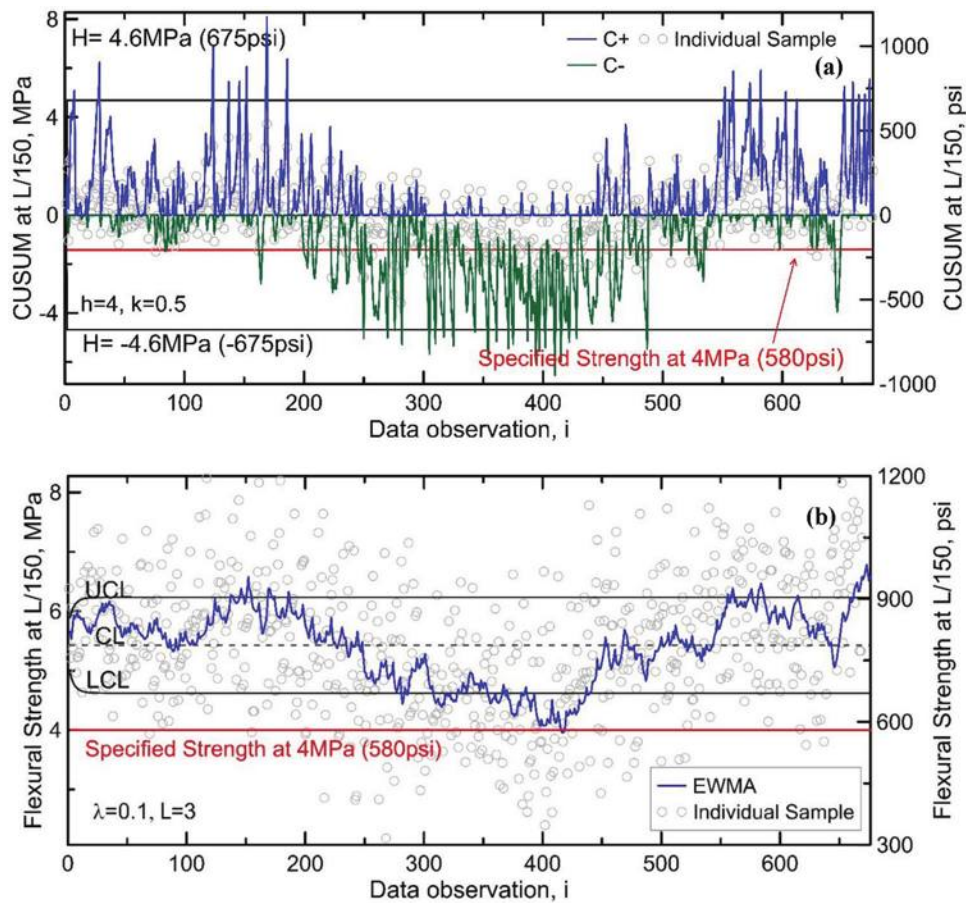 H= 4.6MPa (675psi)
C+ Individual Sample
C-
(a)
CUSUM at L/150, MPa
8
4
0
-4
CUSUM at L/150, psi
1000
500
0
-500
-1000
h=4, k=0.5
H= -4.6MPa (-675psi)
Specified Strength at 4MPa (580psi)
0 100 200 300 400 500 600
Data observation, i
(b)
Flexural Strength at L/150, MPa
8
6
4
Flexural Strength at L/150, psi
1200
900
600
300
UCL
CL
LCL
Specified Strength at 4MPa (580psi)
λ=0.1, L=3
EWMA
Individual Sample
0 100 200 300 400 500 600
Data observation, i